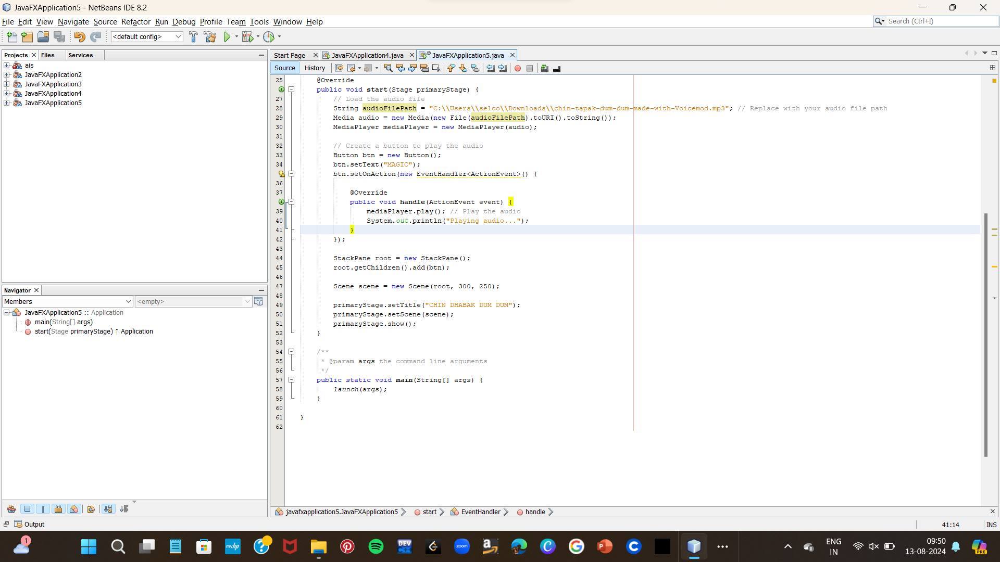 JavaFXApplication5 - NetBeans IDE 8.2
File Edit View Navigate Source Refactor Run Debug Profile Team Tools Window Help
Search (Ctrl+I)
<default config>
Projects Files Services
ais
JavaFXApplication2
JavaFXApplication3
JavaFXApplication4
JavaFXApplication5
Navigator
Members
<empty>
JavaFXApplication5 :: Application
main(String[] args)
start(Stage primaryStage) ↑ Application
Start Page JavaFXApplication4.java JavaFXApplication5.java
Source History
25 @Override
public void start(Stage primaryStage) {
27 // Load the audio file
28 String audioFilePath = "C:\\Users\\selco\\Downloads\\chin-tapak-dum-dum-made-with-Voicemod.mp3"; // Replace with your audio file path
29 Media audio = new Media(new File(audioFilePath).toURI().toString());
30 MediaPlayer mediaPlayer = new MediaPlayer(audio);
31
32 // Create a button to play the audio
33 Button btn = new Button();
34 btn.setText("MAGIC");
btn.setOnAction(new EventHandler<ActionEvent>() {
36
37 @Override
public void handle(ActionEvent event) {
39 mediaPlayer.play(); // Play the audio
40 System.out.println("Playing audio...");
41 }
42 });
43
44 StackPane root = new StackPane();
45 root.getChildren().add(btn);
46
47 Scene scene = new Scene(root, 300, 250);
48
49 primaryStage.setTitle("CHIN DHABAK DUM DUM");
50 primaryStage.setScene(scene);
51 primaryStage.show();
52 }
53
54 /**
55 * @param args the command line arguments
56 */
57 public static void main(String[] args) {
58 launch(args);
59 }
60
61 }
62
javafxapplication5.JavaFXApplication5 start EventHandler handle
Output
41:14 INS
1
myhp
DEV
zoom
a
ENG
IN
09:50
13-08-2024
PRE